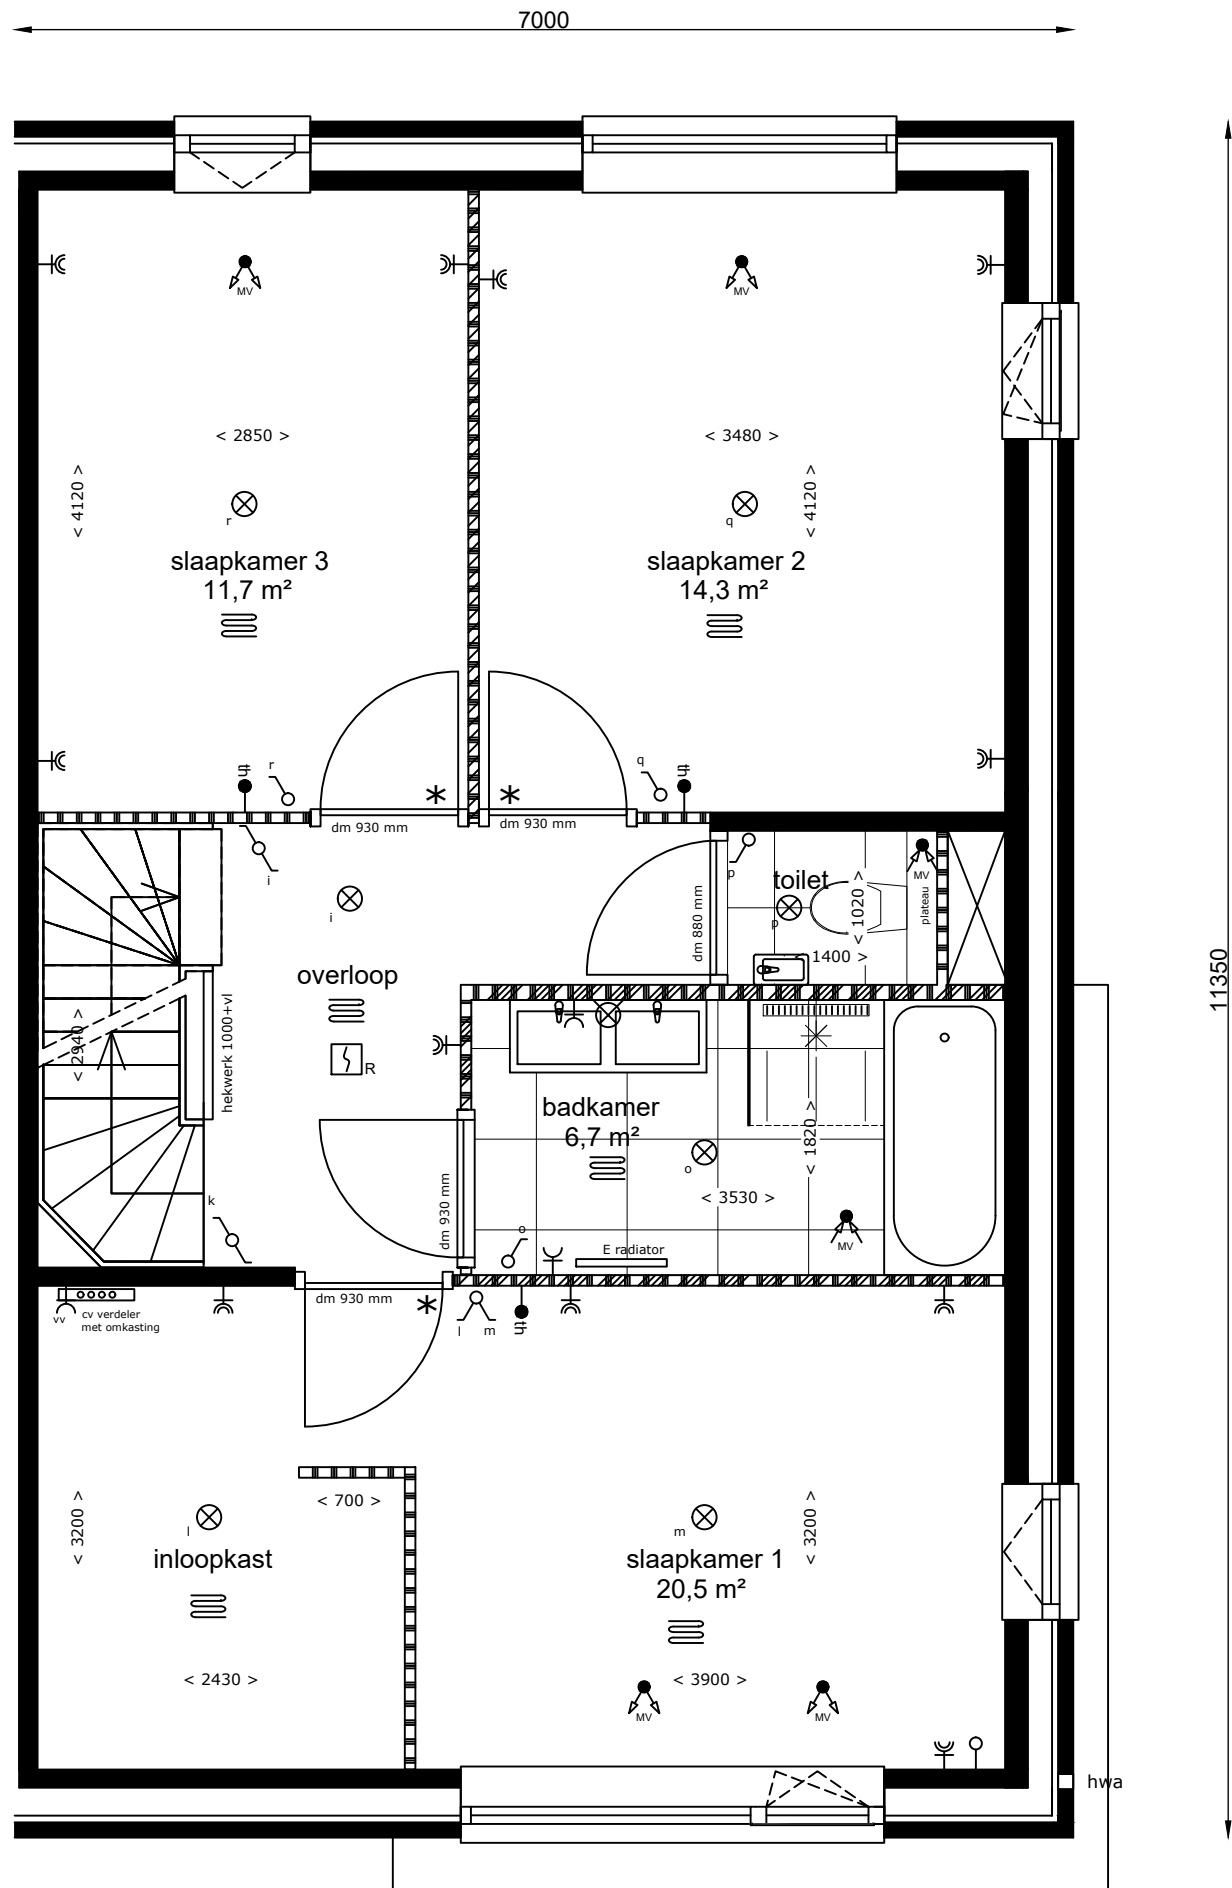 7000
MV
MV
< 2850 >
< 3480 >
< 4120 >
< 4120 >
r
q
slaapkamer 3
11,7 m²
slaapkamer 2
14,3 m²
th
r
q
th
dm 930 mm
*
*
dm 930 mm
i
p
toilet
MV
plateau
< 1020 >
p
< 1400 >
dm 880 mm
i
overloop
R
hekwerk 1000+vl
< 2940 >
11350
badkamer
6,7 m²
o
< 1820 >
< 3530 >
MV
k
dm 930 mm
o
E radiator
dm 930 mm
*
vv
cv verdeler
met omkasting
l
m
th
< 700 >
< 3200 >
< 3200 >
l
m
inloopkast
slaapkamer 1
20,5 m²
< 2430 >
< 3900 >
MV
MV
hwa